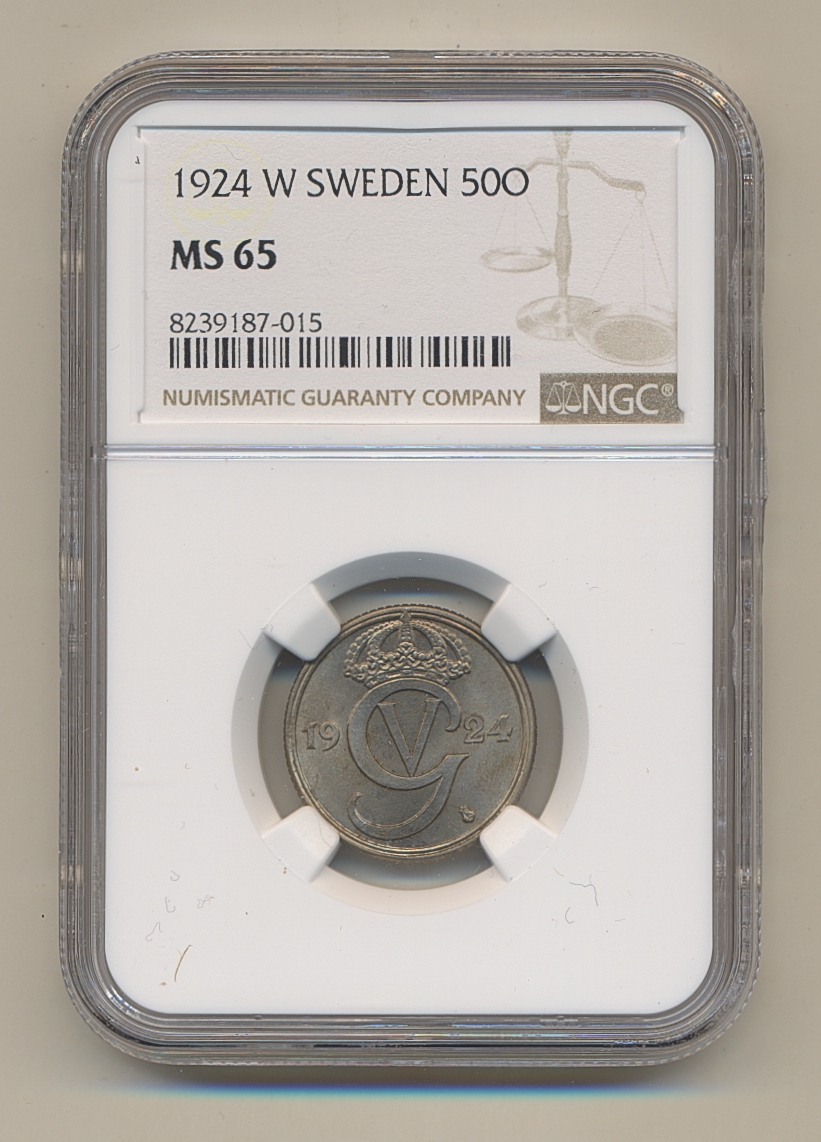 1924 W SWEDEN 50O
MS 65
8239187-015
NUMISMATIC GUARANTY COMPANY NGC®
19 GV 24